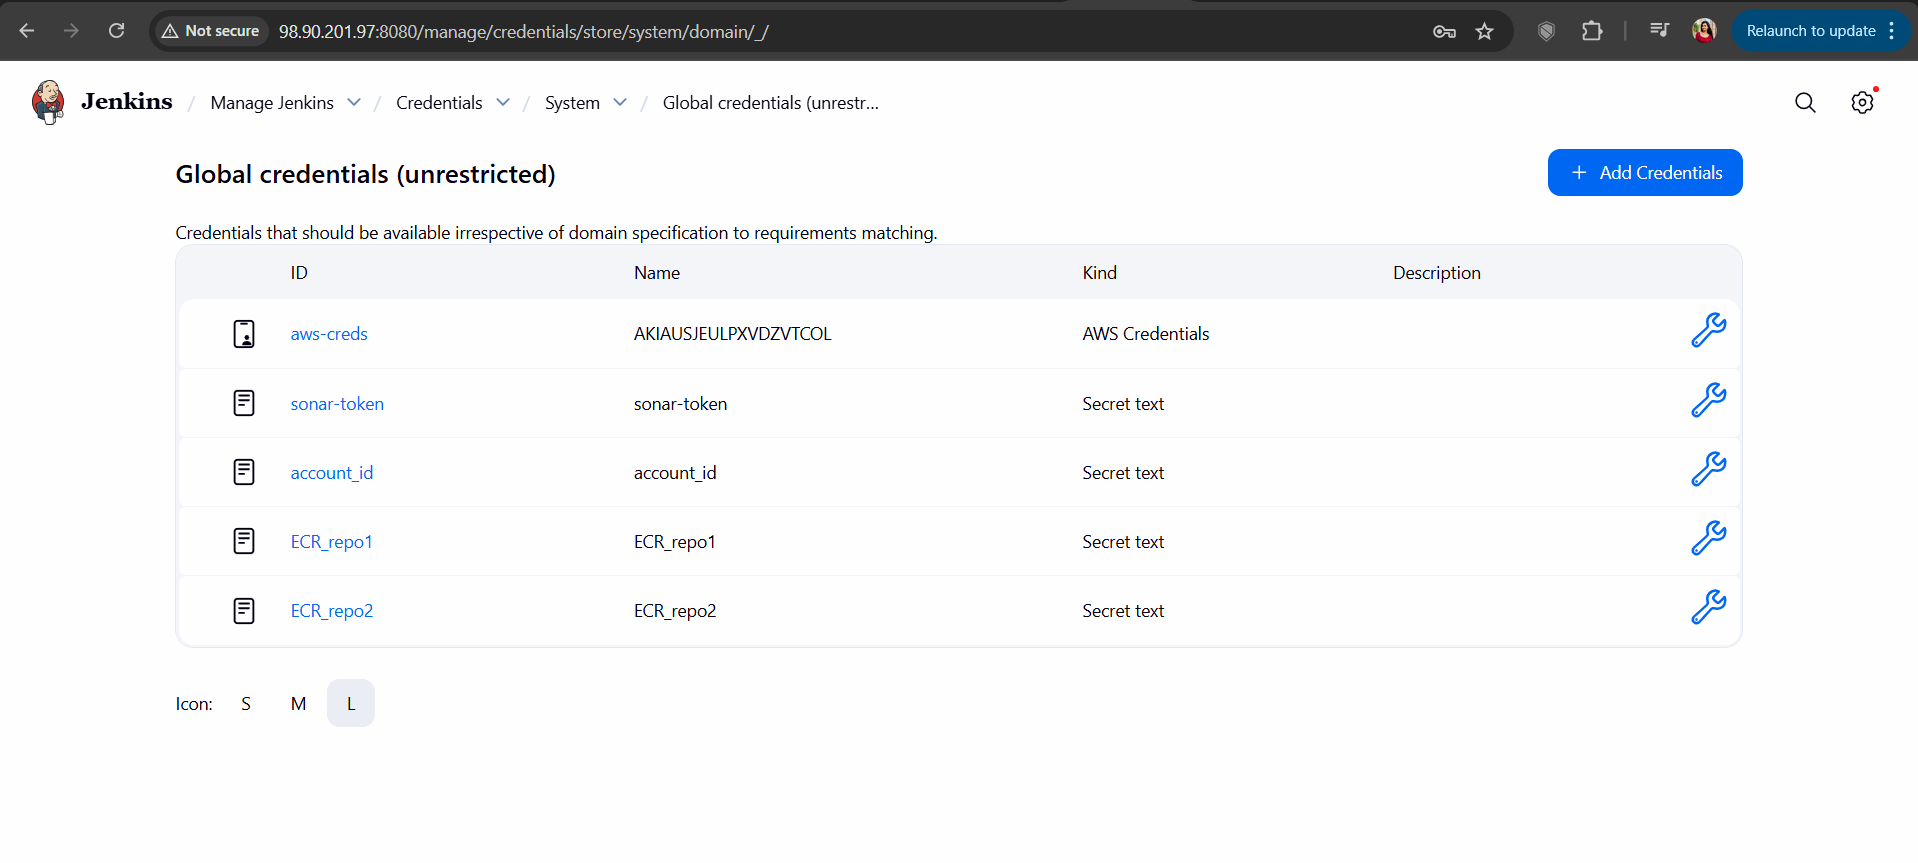 Not secure 98.90.201.97:8080/manage/credentials/store/system/domain/_/ Relaunch to update
Jenkins / Manage Jenkins / Credentials / System / Global credentials (unrestr...
Global credentials (unrestricted)
+ Add Credentials
Credentials that should be available irrespective of domain specification to requirements matching.
ID Name Kind Description
aws-creds AKIAUSJEULPXVDZVTCOL AWS Credentials
sonar-token sonar-token Secret text
account_id account_id Secret text
ECR_repo1 ECR_repo1 Secret text
ECR_repo2 ECR_repo2 Secret text
Icon: S M L